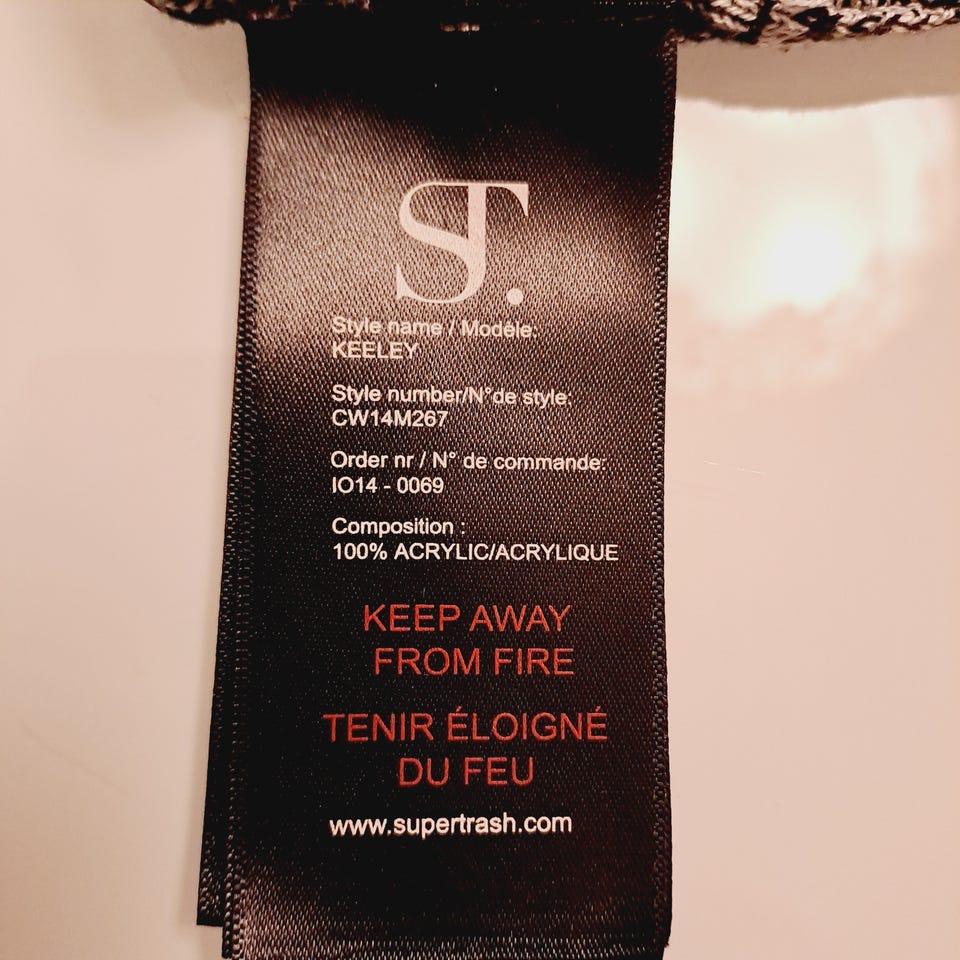 ST.
Style name / Modèle:
KEELEY
Style number/N°de style:
CW14M267
Order nr / N° de commande:
IO14 - 0069
Composition :
100% ACRYLIC/ACRYLIQUE
KEEP AWAY
FROM FIRE
TENIR ÉLOIGNÉ
DU FEU
www.supertrash.com